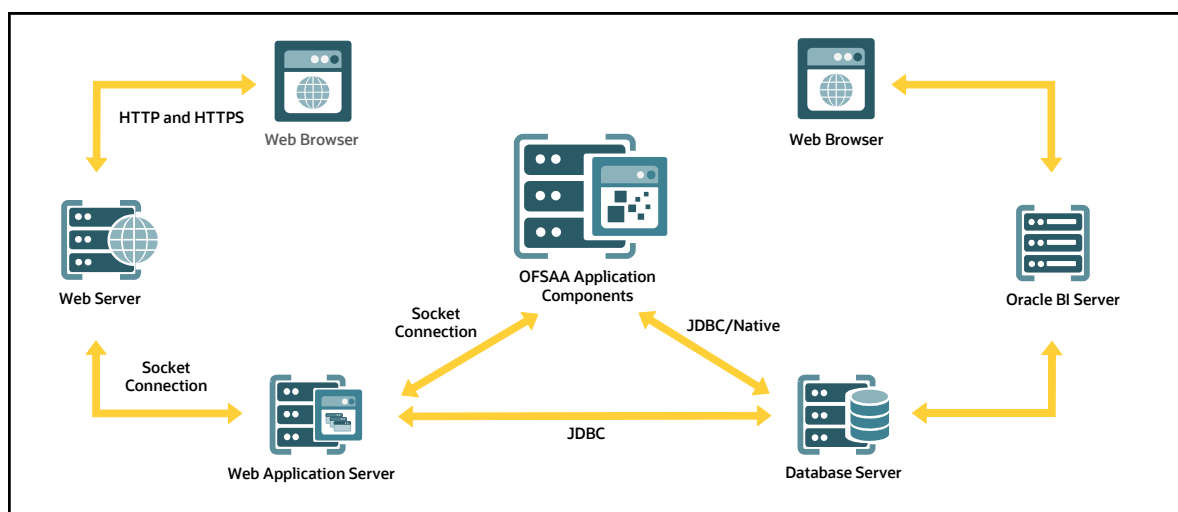 HTTP and HTTPS
Web Browser
Web Browser
Web Server
OFSAA Application
Components
Oracle BI Server
Socket
Connection
JDBC/Native
Socket
Connection
JDBC
Web Application Server
Database Server